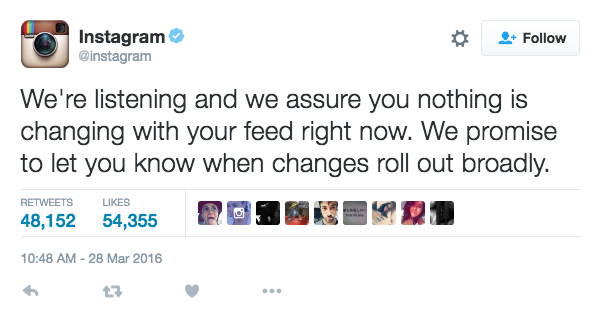 Instagram
@instagram
Follow
We're listening and we assure you nothing is
changing with your feed right now. We promise
to let you know when changes roll out broadly.
RETWEETS LIKES
48,152 54,355
10:48 AM - 28 Mar 2016